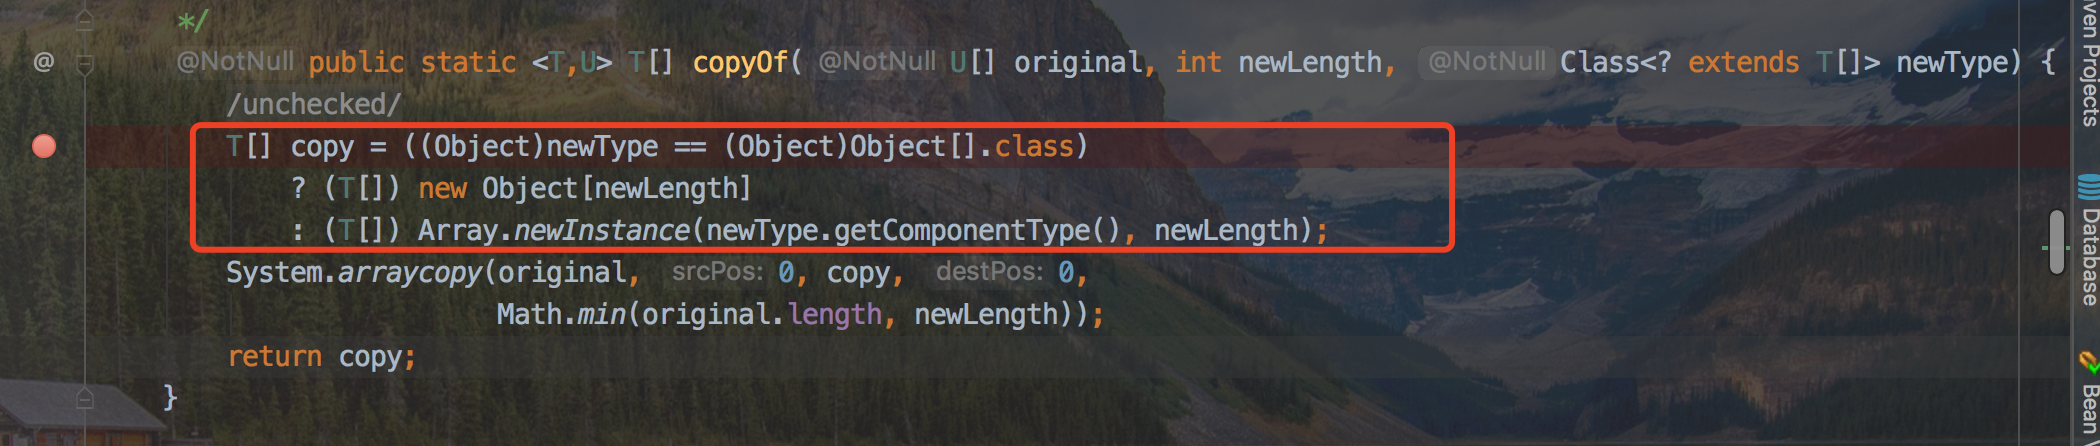 */
@ @NotNull public static <T,U> T[] copyOf( @NotNull U[] original, int newLength, @NotNull Class<? extends T[]> newType) {
/unchecked/
T[] copy = ((Object)newType == (Object)Object[].class)
? (T[]) new Object[newLength]
: (T[]) Array.newInstance(newType.getComponentType(), newLength);
System.arraycopy(original, srcPos: 0, copy, destPos: 0,
Math.min(original.length, newLength));
return copy;
}
Projects
Database
Bean